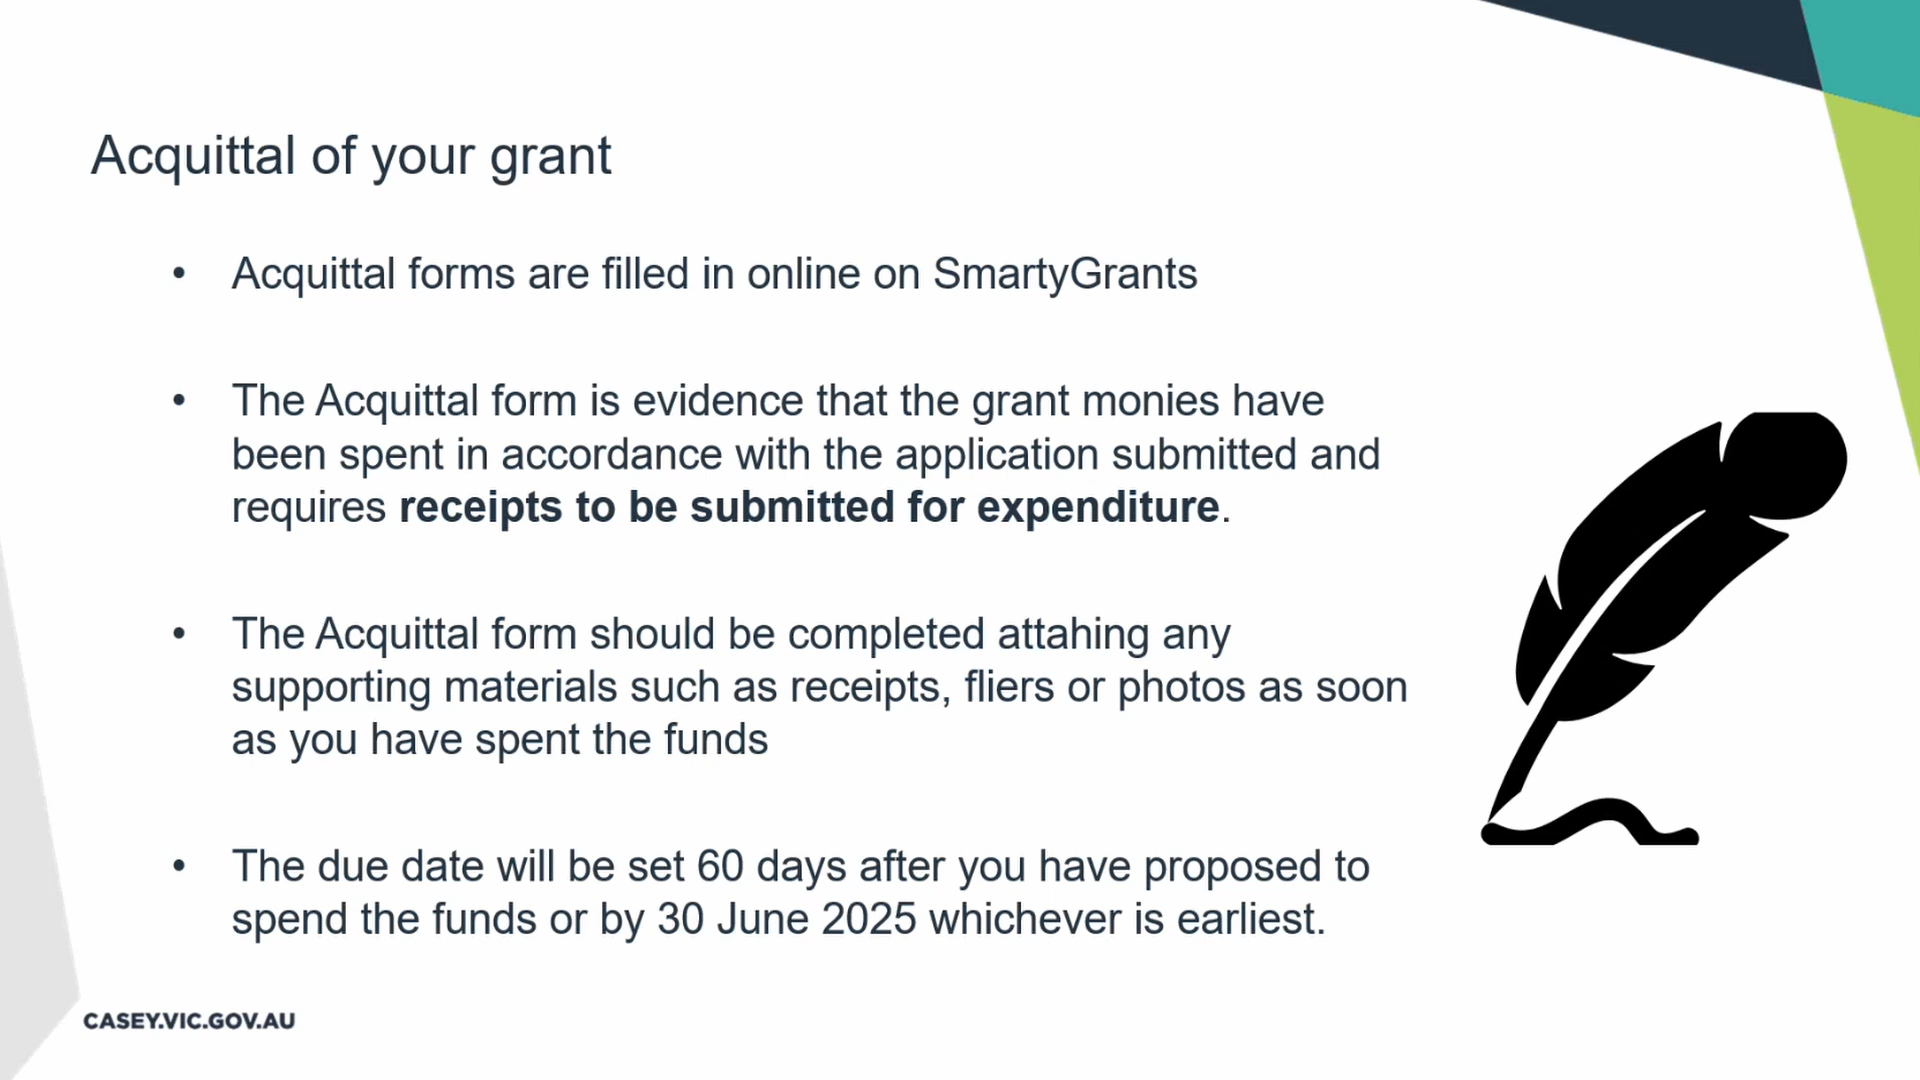 Acquittal of your grant
• Acquittal forms are filled in online on SmartyGrants
• The Acquittal form is evidence that the grant monies have
been spent in accordance with the application submitted and
requires receipts to be submitted for expenditure.
• The Acquittal form should be completed attahing any
supporting materials such as receipts, fliers or photos as soon
as you have spent the funds
• The due date will be set 60 days after you have proposed to
spend the funds or by 30 June 2025 whichever is earliest.
CASEY.VIC.GOV.AU